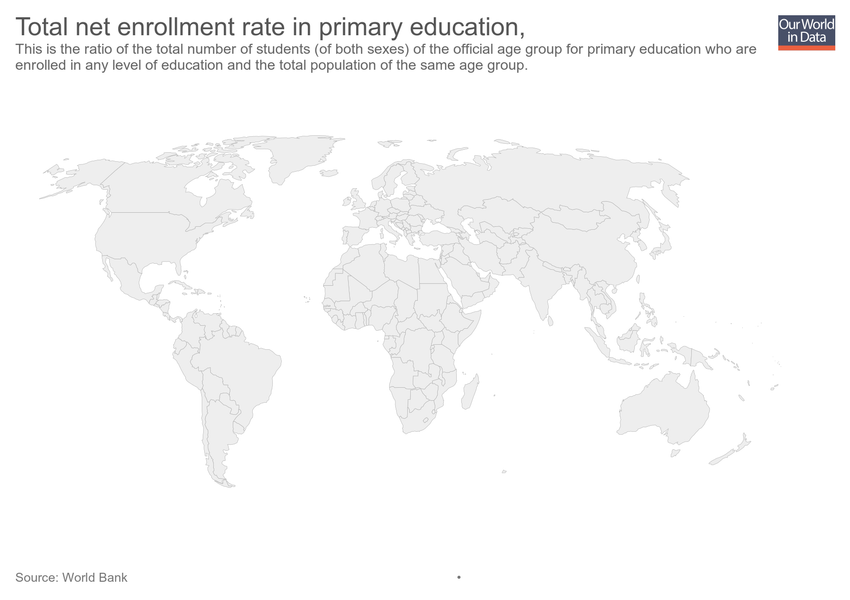 Total net enrollment rate in primary education,
This is the ratio of the total number of students (of both sexes) of the official age group for primary education who are
enrolled in any level of education and the total population of the same age group.
Our World
in Data
Source: World Bank
•